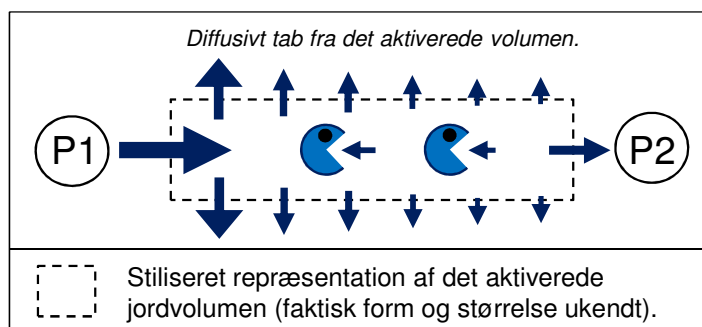 Diffusivt tab fra det aktiverede volumen.
P1
P2
Stiliseret repræsentation af det aktiverede
jordvolumen (faktisk form og størrelse ukendt).